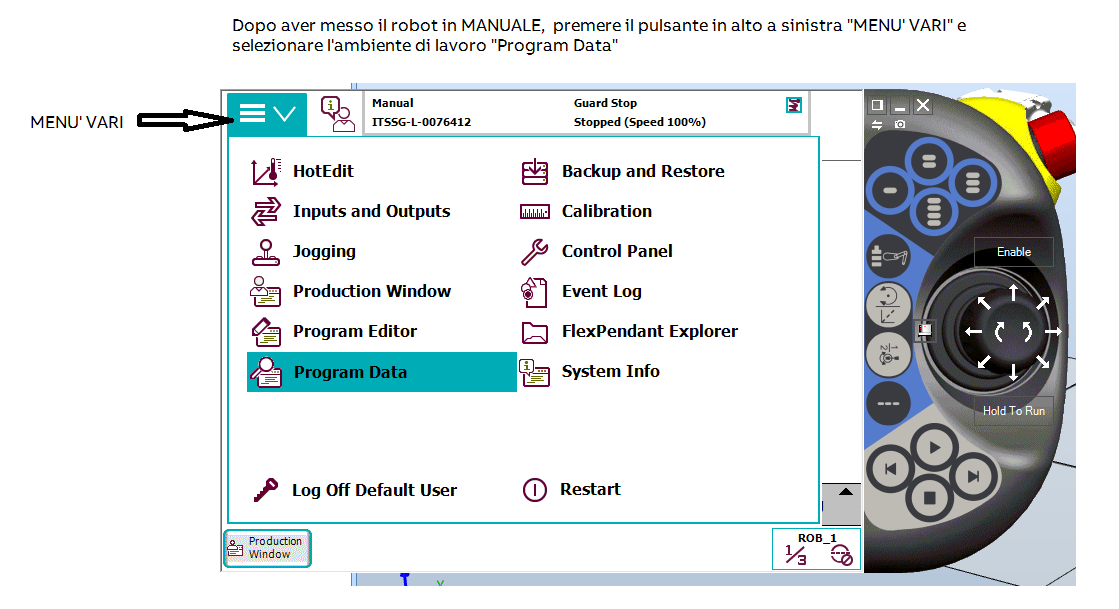 Dopo aver messo il robot in MANUALE, premere il pulsante in alto a sinistra "MENU' VARI" e
selezionare l'ambiente di lavoro "Program Data"
MENU' VARI
Manual
Guard Stop
ITSSG-L-0076412
Stopped (Speed 100%)
HotEdit
Backup and Restore
Inputs and Outputs
Calibration
Jogging
Control Panel
Production Window
Event Log
Program Editor
FlexPendant Explorer
Program Data
System Info
Log Off Default User
Restart
Production
Window
ROB_1
1/3
Enable
Hold To Run